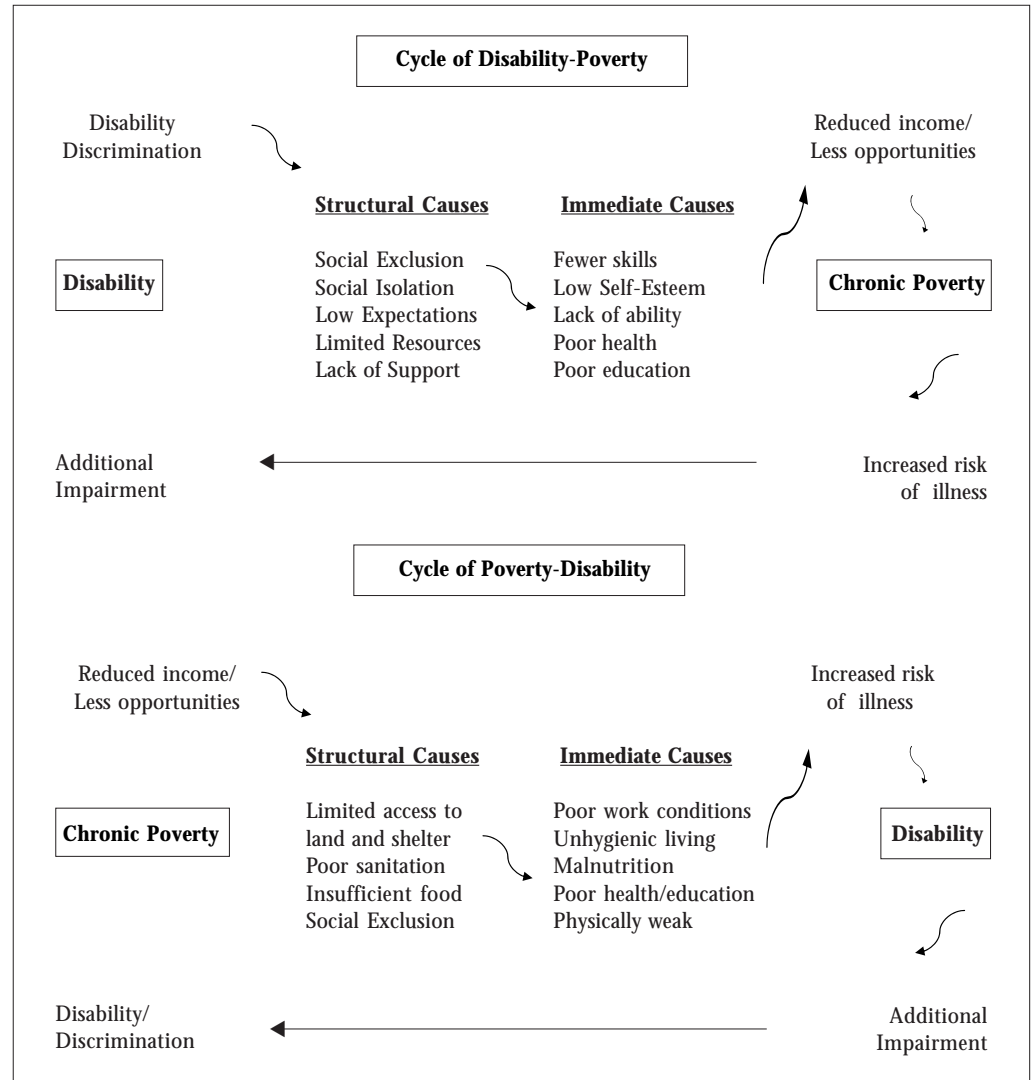 Cycle of Disability-Poverty
Disability
Discrimination
Reduced income/
Less opportunities
Structural Causes
Social Exclusion
Social Isolation
Low Expectations
Limited Resources
Lack of Support
Immediate Causes
Fewer skills
Low Self-Esteem
Lack of ability
Poor health
Poor education
Disability
Chronic Poverty
Additional
Impairment
Increased risk
of illness
Cycle of Poverty-Disability
Reduced income/
Less opportunities
Increased risk
of illness
Structural Causes
Limited access to
land and shelter
Poor sanitation
Insufficient food
Social Exclusion
Immediate Causes
Poor work conditions
Unhygienic living
Malnutrition
Poor health/education
Physically weak
Chronic Poverty
Disability
Disability/
Discrimination
Additional
Impairment